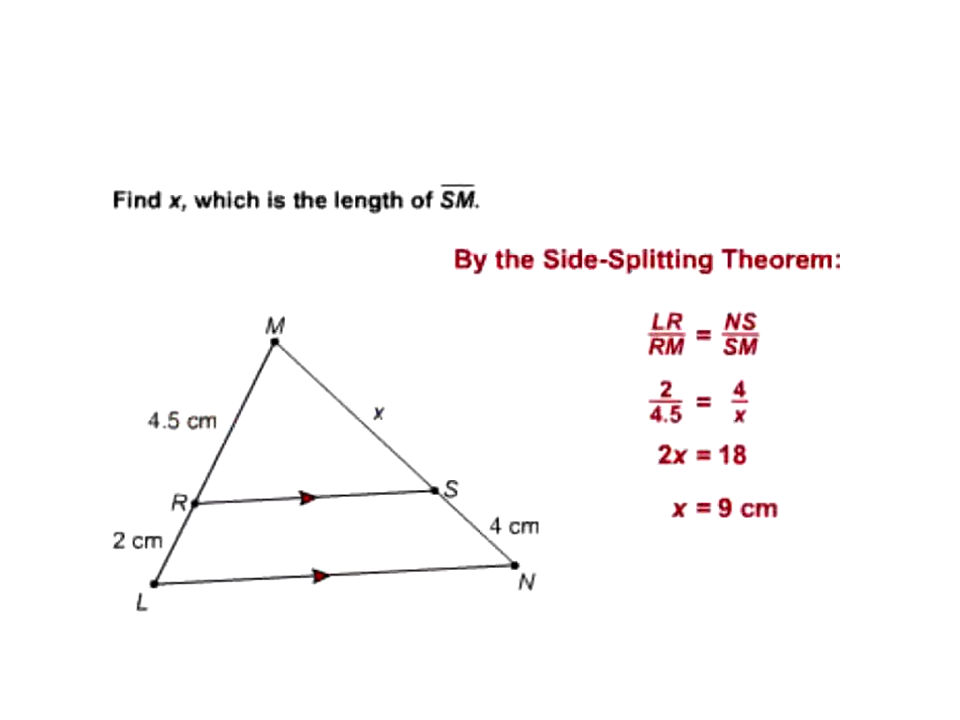 Find x, which is the length of SM.
By the Side-Splitting Theorem:
M
LR/RM = NS/SM
4.5 cm
x
2/4.5 = 4/x
2x = 18
R
S
x = 9 cm
2 cm
4 cm
L
N